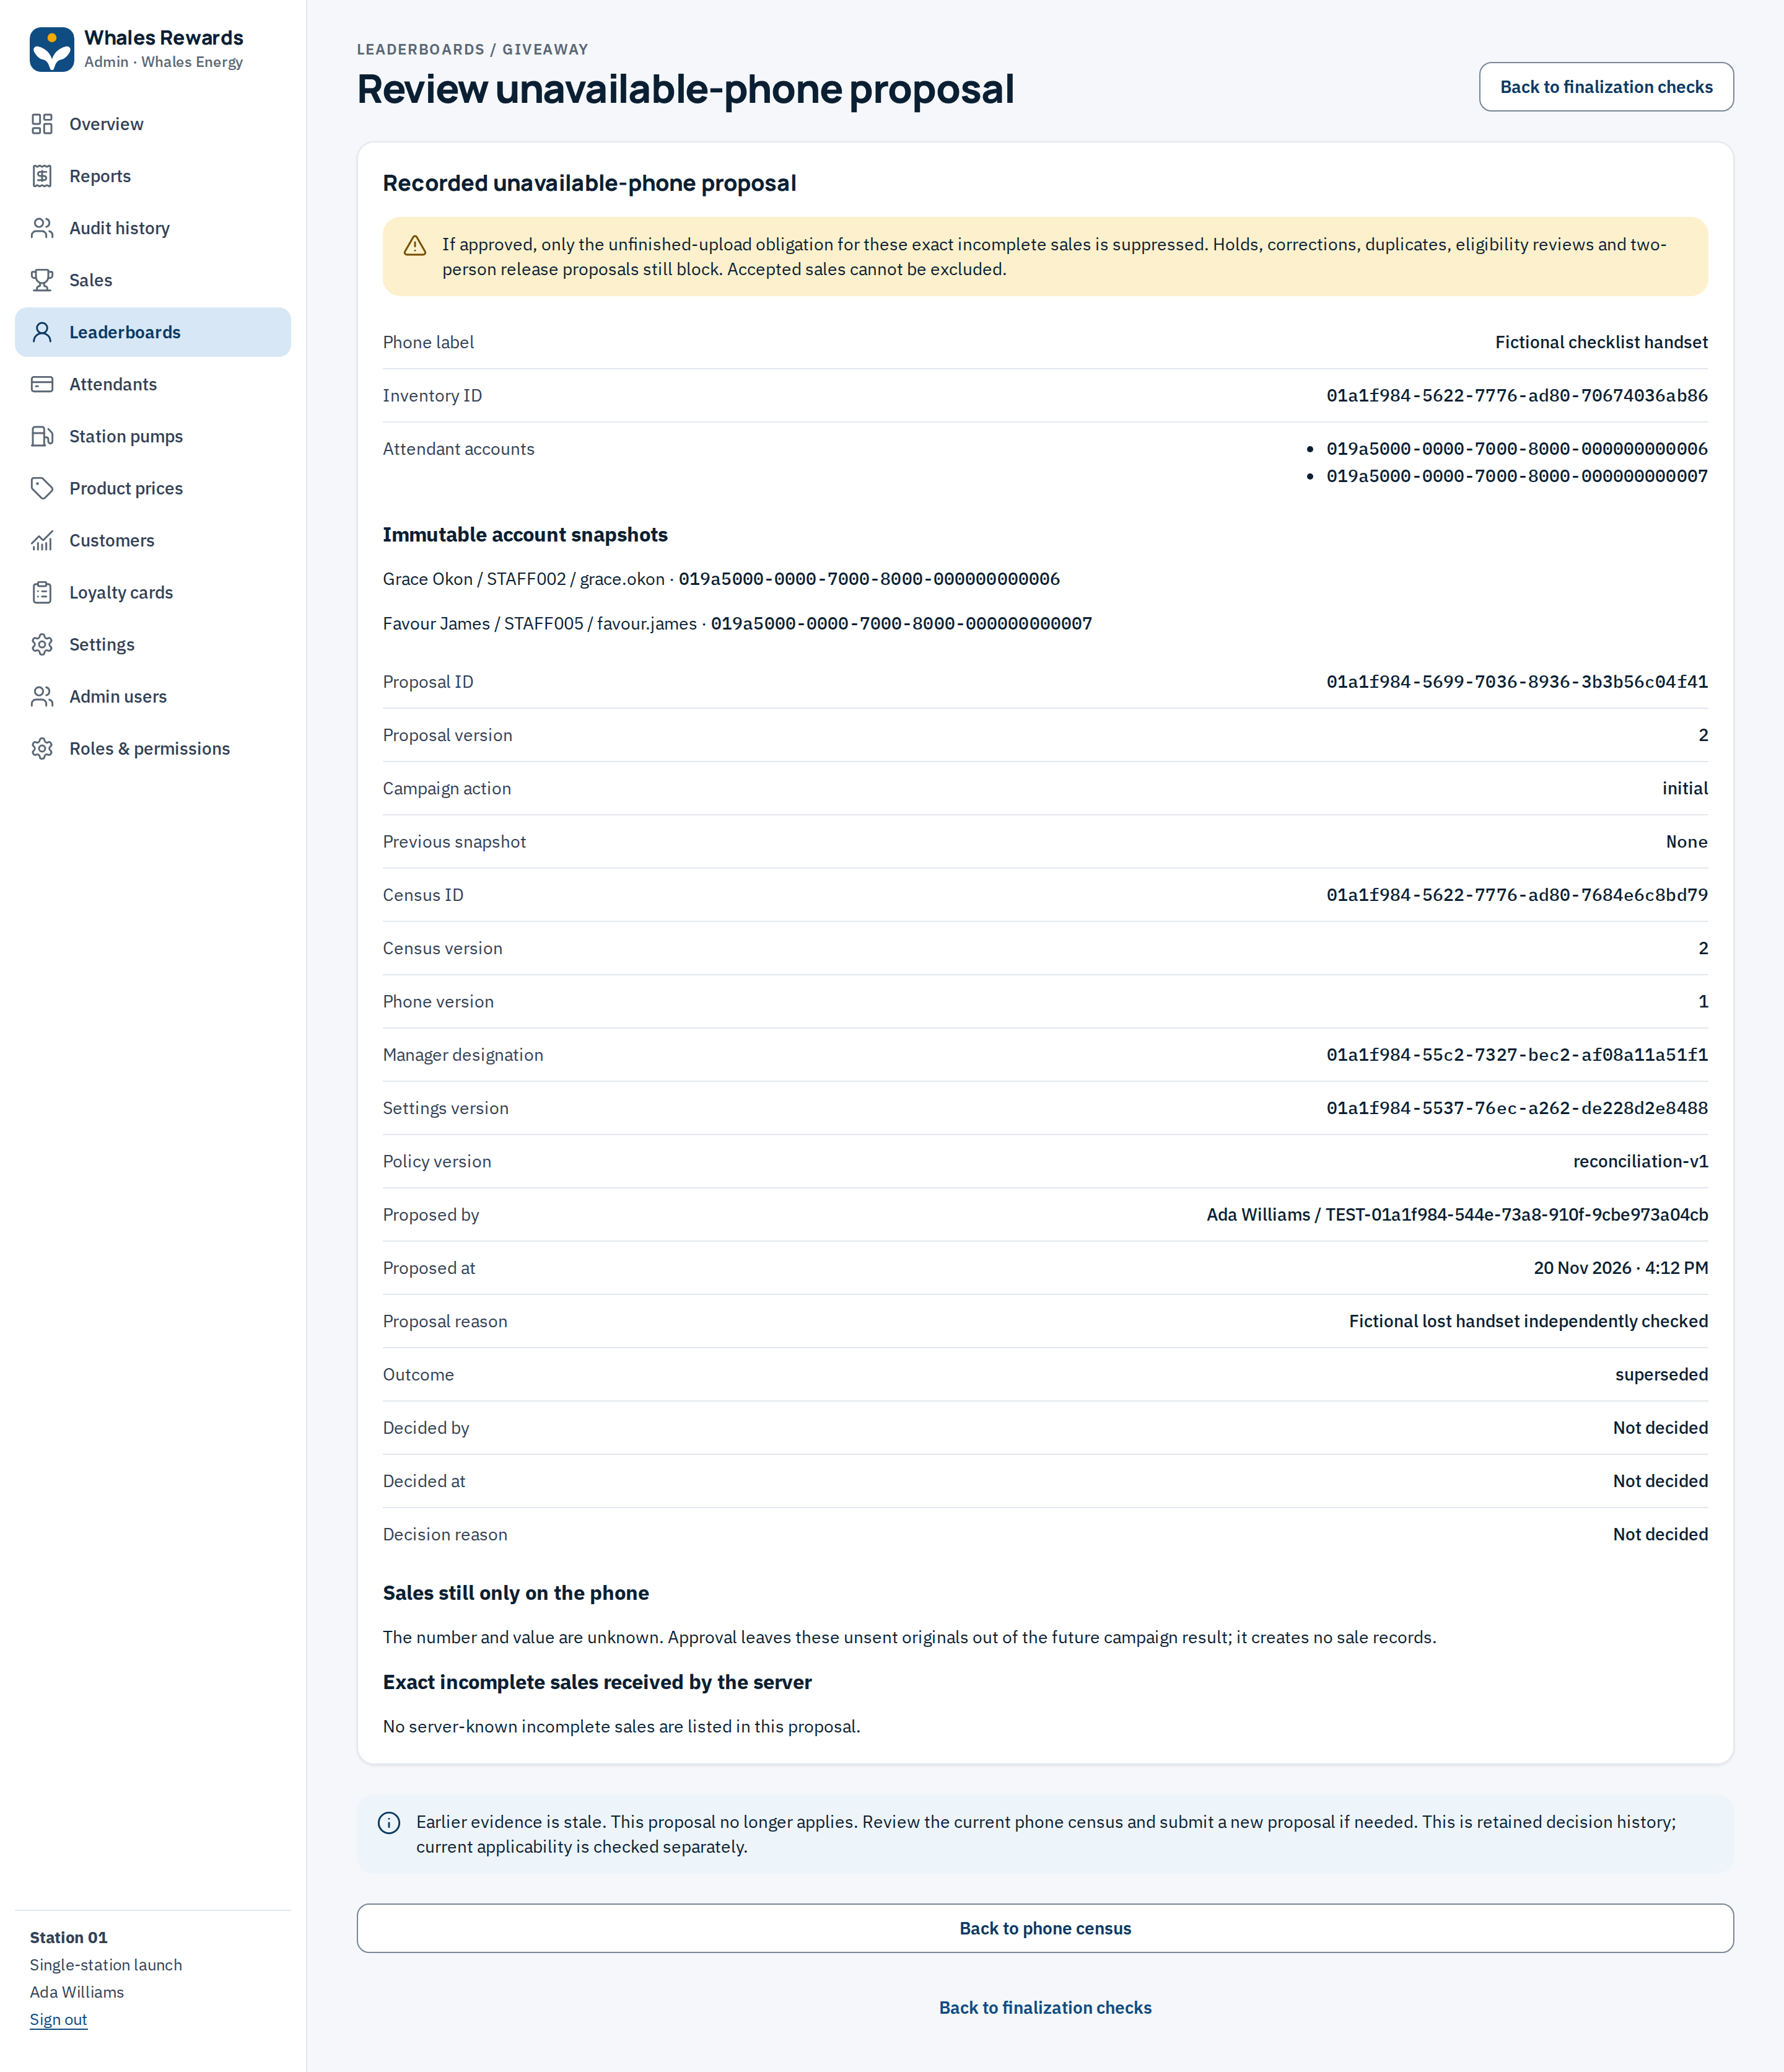 Whales Rewards
Admin · Whales Energy
Overview
Reports
Audit history
Sales
Leaderboards
Attendants
Station pumps
Product prices
Customers
Loyalty cards
Settings
Admin users
Roles & permissions
Station 01
Single-station launch
Ada Williams
Sign out
LEADERBOARDS / GIVEAWAY
Review unavailable-phone proposal
Back to finalization checks
Recorded unavailable-phone proposal
If approved, only the unfinished-upload obligation for these exact incomplete sales is suppressed. Holds, corrections, duplicates, eligibility reviews and two-
person release proposals still block. Accepted sales cannot be excluded.
Phone label Fictional checklist handset
Inventory ID 01a1f984-5622-7776-ad80-70674036ab86
Attendant accounts • 019a5000-0000-7000-8000-000000000006
• 019a5000-0000-7000-8000-000000000007
Immutable account snapshots
Grace Okon / STAFF002 / grace.okon · 019a5000-0000-7000-8000-000000000006
Favour James / STAFF005 / favour.james · 019a5000-0000-7000-8000-000000000007
Proposal ID 01a1f984-5699-7036-8936-3b3b56c04f41
Proposal version 2
Campaign action initial
Previous snapshot None
Census ID 01a1f984-5622-7776-ad80-7684e6c8bd79
Census version 2
Phone version 1
Manager designation 01a1f984-55c2-7327-bec2-af08a11a51f1
Settings version 01a1f984-5537-76ec-a262-de228d2e8488
Policy version reconciliation-v1
Proposed by Ada Williams / TEST-01a1f984-544e-73a8-910f-9cbe973a04cb
Proposed at 20 Nov 2026 · 4:12 PM
Proposal reason Fictional lost handset independently checked
Outcome superseded
Decided by Not decided
Decided at Not decided
Decision reason Not decided
Sales still only on the phone
The number and value are unknown. Approval leaves these unsent originals out of the future campaign result; it creates no sale records.
Exact incomplete sales received by the server
No server-known incomplete sales are listed in this proposal.
Earlier evidence is stale. This proposal no longer applies. Review the current phone census and submit a new proposal if needed. This is retained decision history;
current applicability is checked separately.
Back to phone census
Back to finalization checks